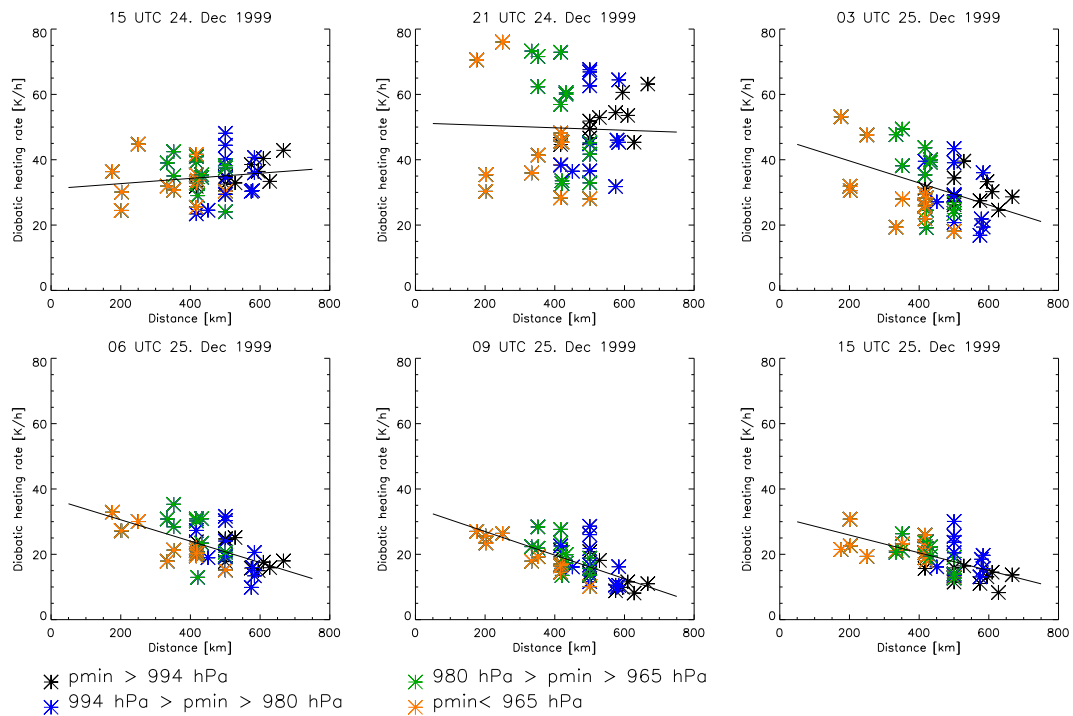 15 UTC 24. Dec 1999
21 UTC 24. Dec 1999
03 UTC 25. Dec 1999
Diabatic heating rate [K/h]
80
60
40
20
0
0 200 400 600 800
Distance [km]
Diabatic heating rate [K/h]
80
60
40
20
0
0 200 400 600 800
Distance [km]
Diabatic heating rate [K/h]
80
60
40
20
0
0 200 400 600 800
Distance [km]
06 UTC 25. Dec 1999
09 UTC 25. Dec 1999
15 UTC 25. Dec 1999
Diabatic heating rate [K/h]
80
60
40
20
0
0 200 400 600 800
Distance [km]
Diabatic heating rate [K/h]
80
60
40
20
0
0 200 400 600 800
Distance [km]
Diabatic heating rate [K/h]
80
60
40
20
0
0 200 400 600 800
Distance [km]
pmin > 994 hPa
994 hPa > pmin > 980 hPa
980 hPa > pmin > 965 hPa
pmin< 965 hPa